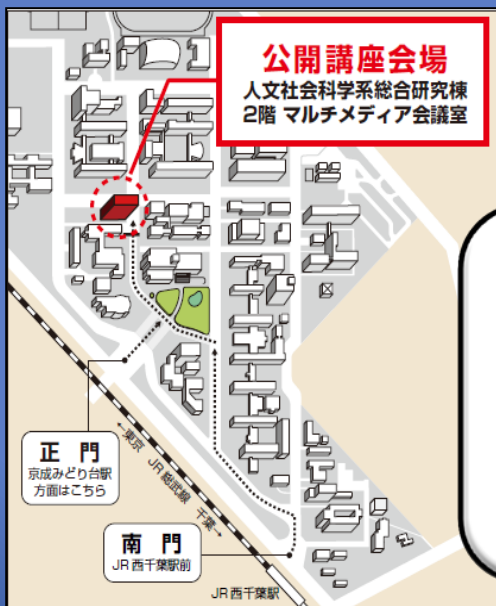 公開講座会場
人文社会科学系総合研究棟
2階 マルチメディア会議室
正門
京成みどり台駅
方面はこちら
←東京 JR総武線 千葉→
南門
JR西千葉駅前
JR西千葉駅